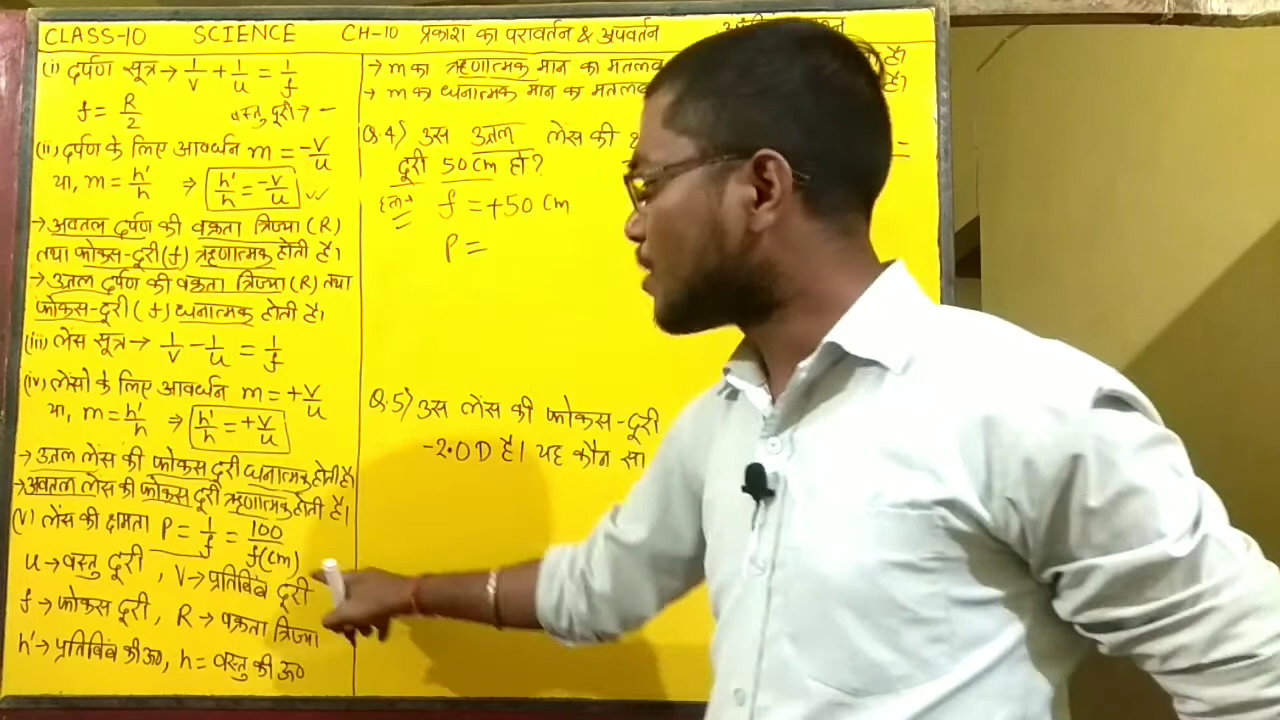 CLASS-10 SCIENCE CH-10 प्रकाश का परावर्तन & अपवर्तन
(i) दर्पण सूत्र → 1/v + 1/u = 1/f
f = R/2 वस्तु दूरी → -
(ii) दर्पण के लिए आवर्धन m = -v/u
या, m = h'/h ⇒ h'/h = -v/u ✓
→ अवतल दर्पण की वक्रता त्रिज्या (R)
तथा फोकस-दूरी (f) ऋणात्मक होती है।
→ उत्तल दर्पण की वक्रता त्रिज्या (R) तथा
फोकस-दूरी (f) धनात्मक होती है।
(iii) लेंस सूत्र → 1/v - 1/u = 1/f
(iv) लेंसो के लिए आवर्धन m = +v/u
या, m = h'/h ⇒ h'/h = +v/u
→ उत्तल लेंस की फोकस दूरी धनात्मक होती है
→ अवतल लेंस की फोकस दूरी ऋणात्मक होती है।
(v) लेंस की क्षमता P = 1/f = 100/f(cm)
u → वस्तु दूरी, v → प्रतिबिंब दूरी
f → फोकस दूरी, R → वक्रता त्रिज्या
h' → प्रतिबिंब की ऊ०, h = वस्तु की ऊ०
→ m का ऋणात्मक मान का मतलब है।
→ m का धनात्मक मान का मतलब है।
Q.4) उस उत्तल लेंस की
दूरी 50 cm हो?
हल→ f = +50 cm
P =
Q.5) उस लेंस की फोकस-दूरी
-2.0 D है। यह कौन सा